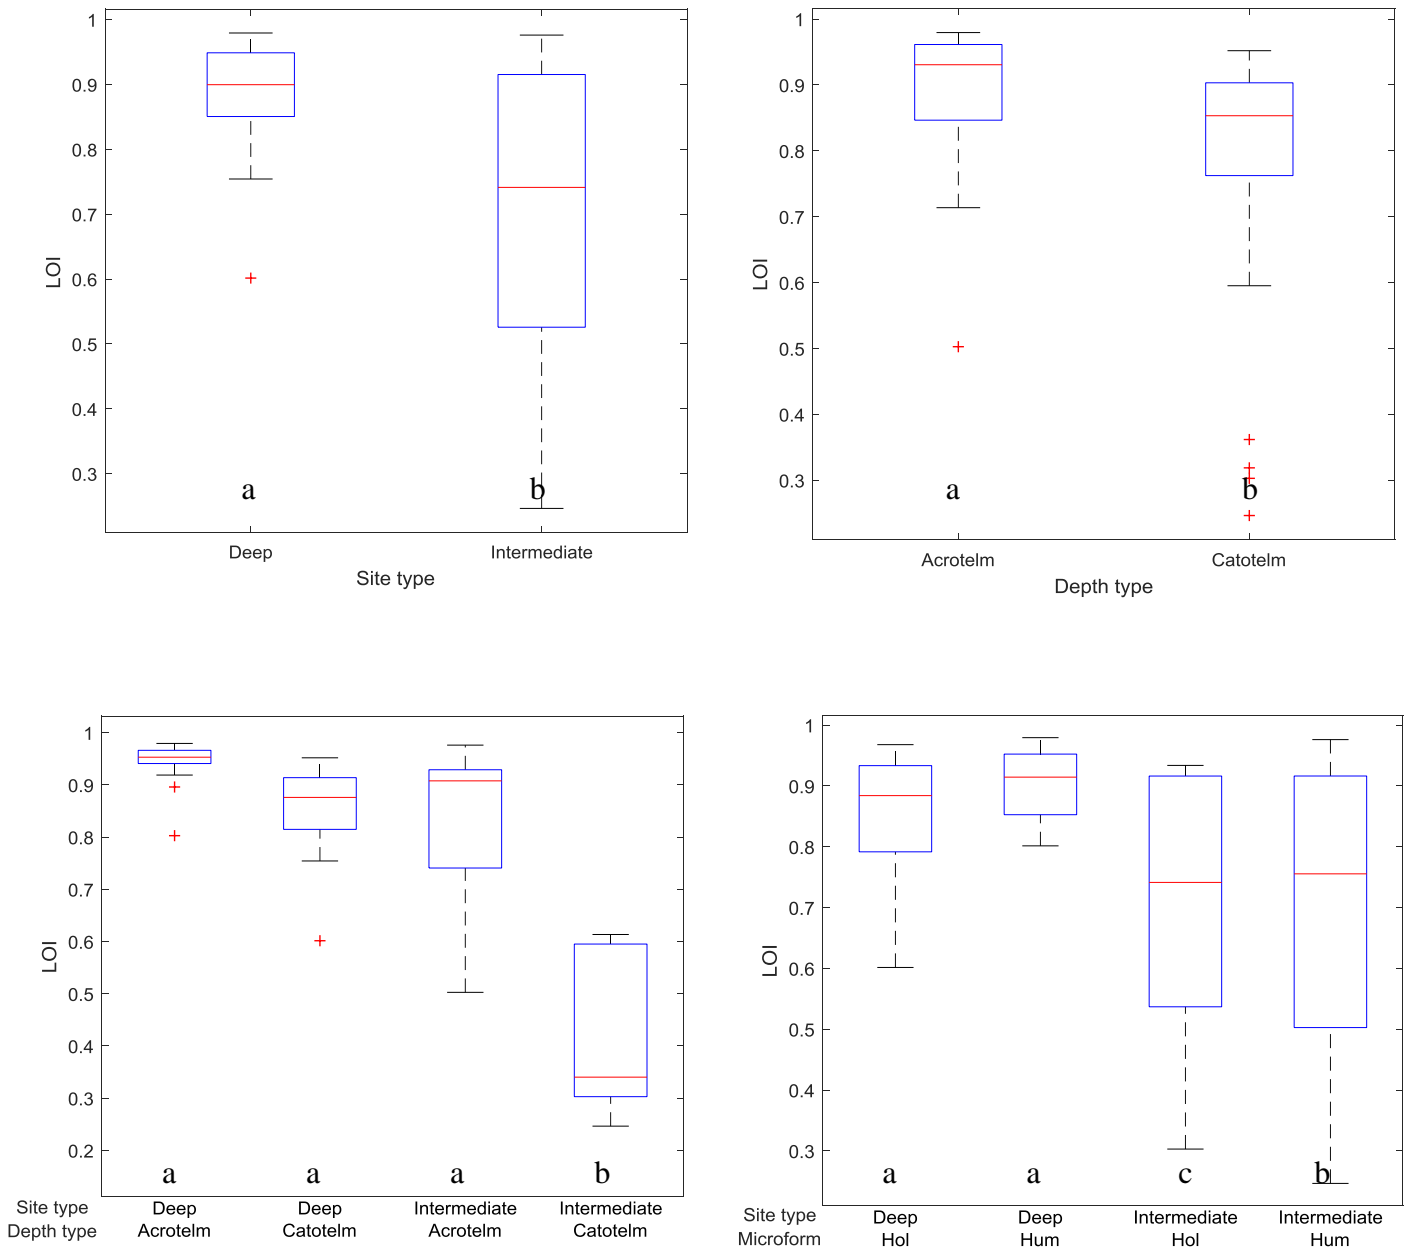 1
0.9
0.8
0.7
0.6
0.5
0.4
0.3
LOI
a
b
Deep
Intermediate
Site type
1
0.9
0.8
0.7
0.6
0.5
0.4
0.3
LOI
a
b
Acrotelm
Catotelm
Depth type
1
0.9
0.8
0.7
0.6
0.5
0.4
0.3
0.2
LOI
a a a b
Site type Deep Deep Intermediate Intermediate
Depth type Acrotelm Catotelm Acrotelm Catotelm
1
0.9
0.8
0.7
0.6
0.5
0.4
0.3
LOI
a a c b
Site type Deep Deep Intermediate Intermediate
Microform Hol Hum Hol Hum